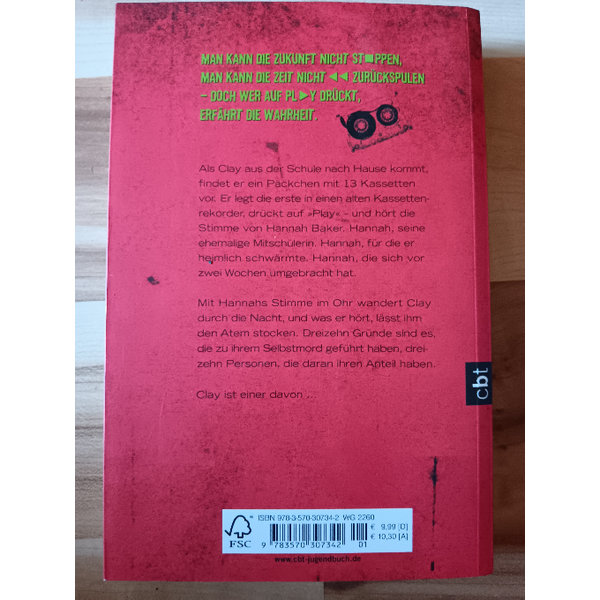 MAN KANN DIE ZUKUNFT NICHT ST■PPEN,
MAN KANN DIE ZEIT NICHT ◀◀ ZURÜCKSPULEN
– DOCH WER AUF PL▶Y DRÜCKT,
ERFÄHRT DIE WAHRHEIT.
Als Clay aus der Schule nach Hause kommt,
findet er ein Päckchen mit 13 Kassetten
vor. Er legt die erste in einen alten Kassetten-
rekorder, drückt auf »Play« – und hört die
Stimme von Hannah Baker. Hannah, seine
ehemalige Mitschülerin. Hannah, für die er
heimlich schwärmte. Hannah, die sich vor
zwei Wochen umgebracht hat.
Mit Hannahs Stimme im Ohr wandert Clay
durch die Nacht, und was er hört, lässt ihm
den Atem stocken. Dreizehn Gründe sind es,
die zu ihrem Selbstmord geführt haben, drei-
zehn Personen, die daran ihren Anteil haben.
Clay ist einer davon ...
cbt
FSC
ISBN 978-3-570-30734-2 WG 2260
€ 9,99 [D]
€ 10,30 [A]
9 783570 307342 01
www.cbt-jugendbuch.de